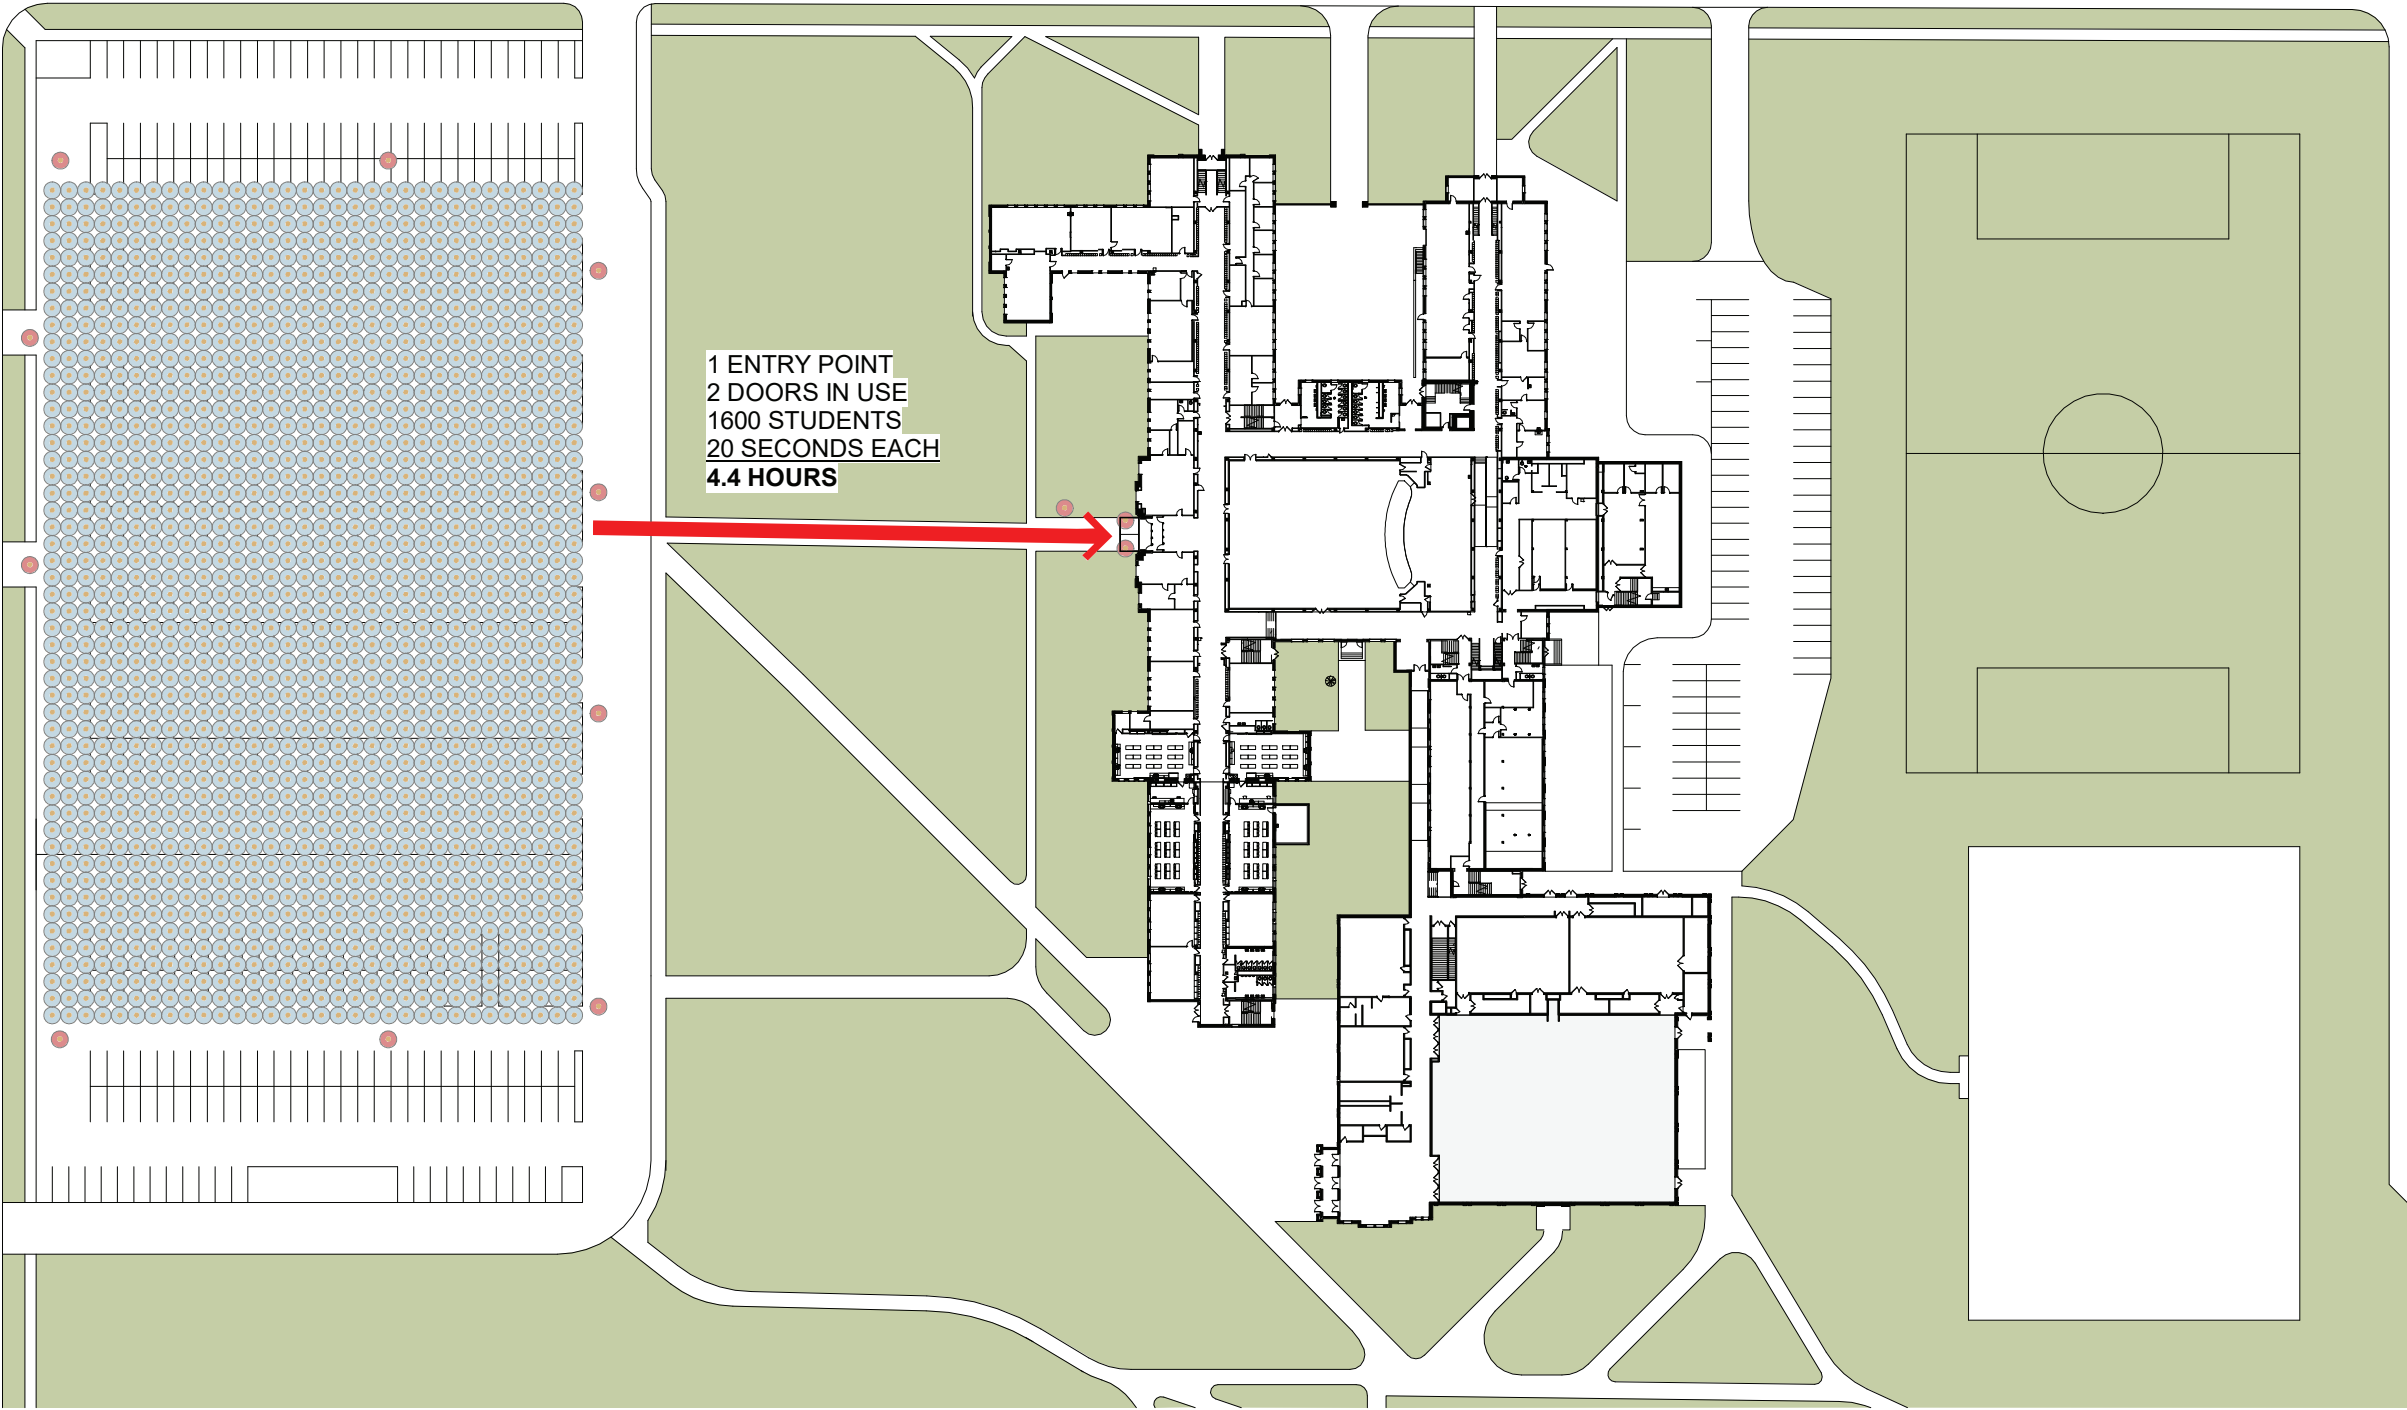 1 ENTRY POINT
2 DOORS IN USE
1600 STUDENTS
20 SECONDS EACH
4.4 HOURS